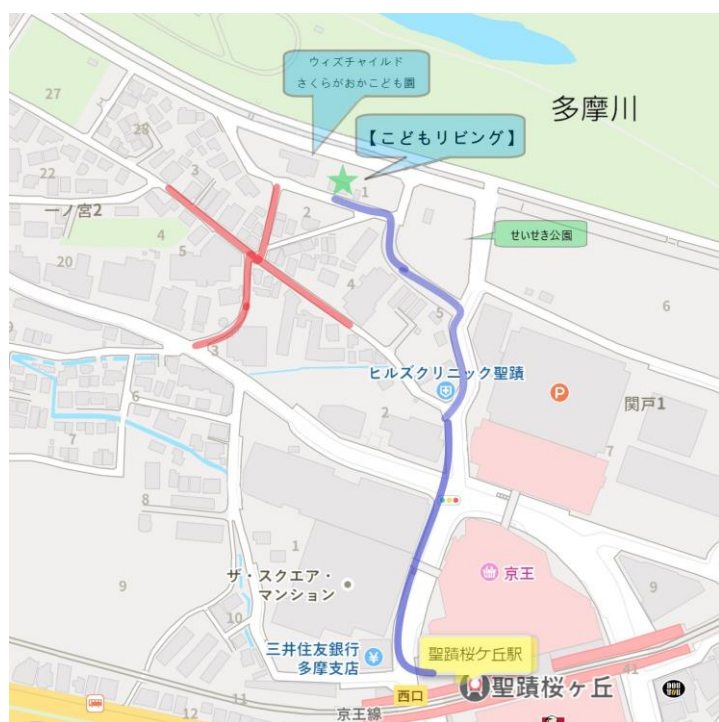 ウィズチャイルド
さくらがおかこども園
多摩川
【こどもリビング】
27
28
3
22
1
一ノ宮2
2
せいせき公園
4
5
20
4
6
3
5
ヒルズクリニック聖蹟
P
関戸1
6
2
7
7
8
1
ザ・スクエア・
マンション
京王
9
9
10
三井住友銀行
多摩支店
聖蹟桜ケ丘駅
41
西口
聖蹟桜ヶ丘
11
12
京王線
KFC